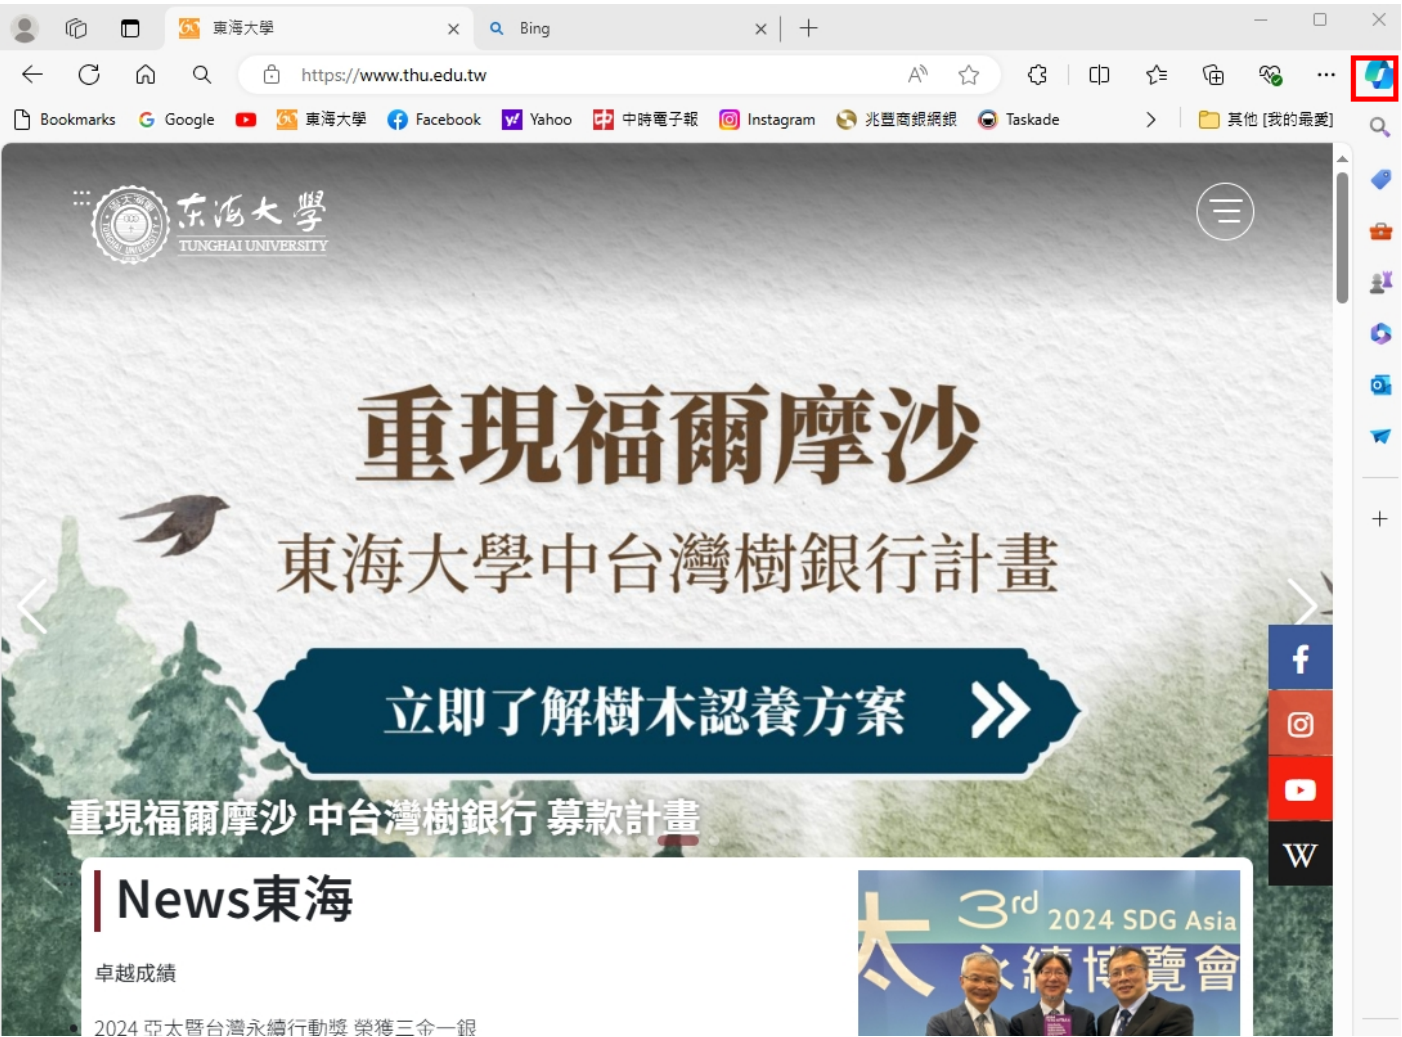 東海大學
Bing
https://www.thu.edu.tw
Bookmarks
Google
東海大學
Facebook
Yahoo
中時電子報
Instagram
兆豐商銀網銀
Taskade
其他 [我的最愛]
东海大學
TUNGHAI UNIVERSITY
重現福爾摩沙
東海大學中台灣樹銀行計畫
立即了解樹木認養方案
重現福爾摩沙 中台灣樹銀行 募款計畫
W
News東海
3rd 2024 SDG Asia
太 永續博覽會
卓越成績
2024 亞太暨台灣永續行動獎 榮獲三金一銀